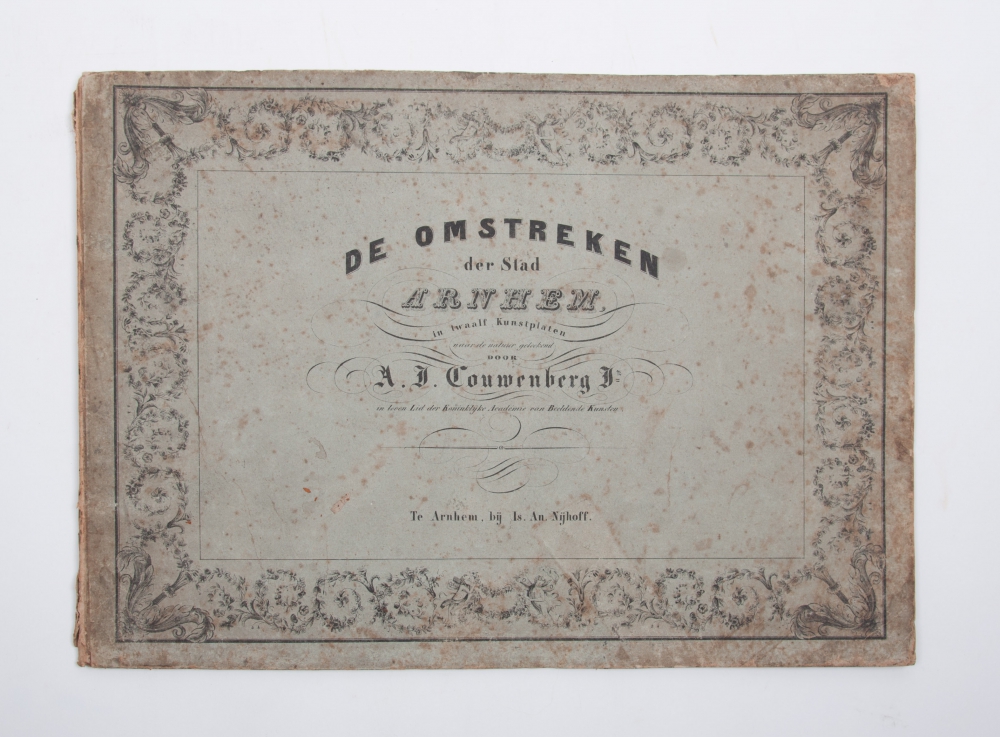 DE OMSTREKEN
der Stad
ARNHEM,
in twaalf Kunstplaten
naar de natuur geteekend
DOOR
A. J. Couwenberg Jr.
in leven Lid der Koninklijke Academie van Beeldende Kunsten
Te Arnhem, bij Is. An. Nijhoff.